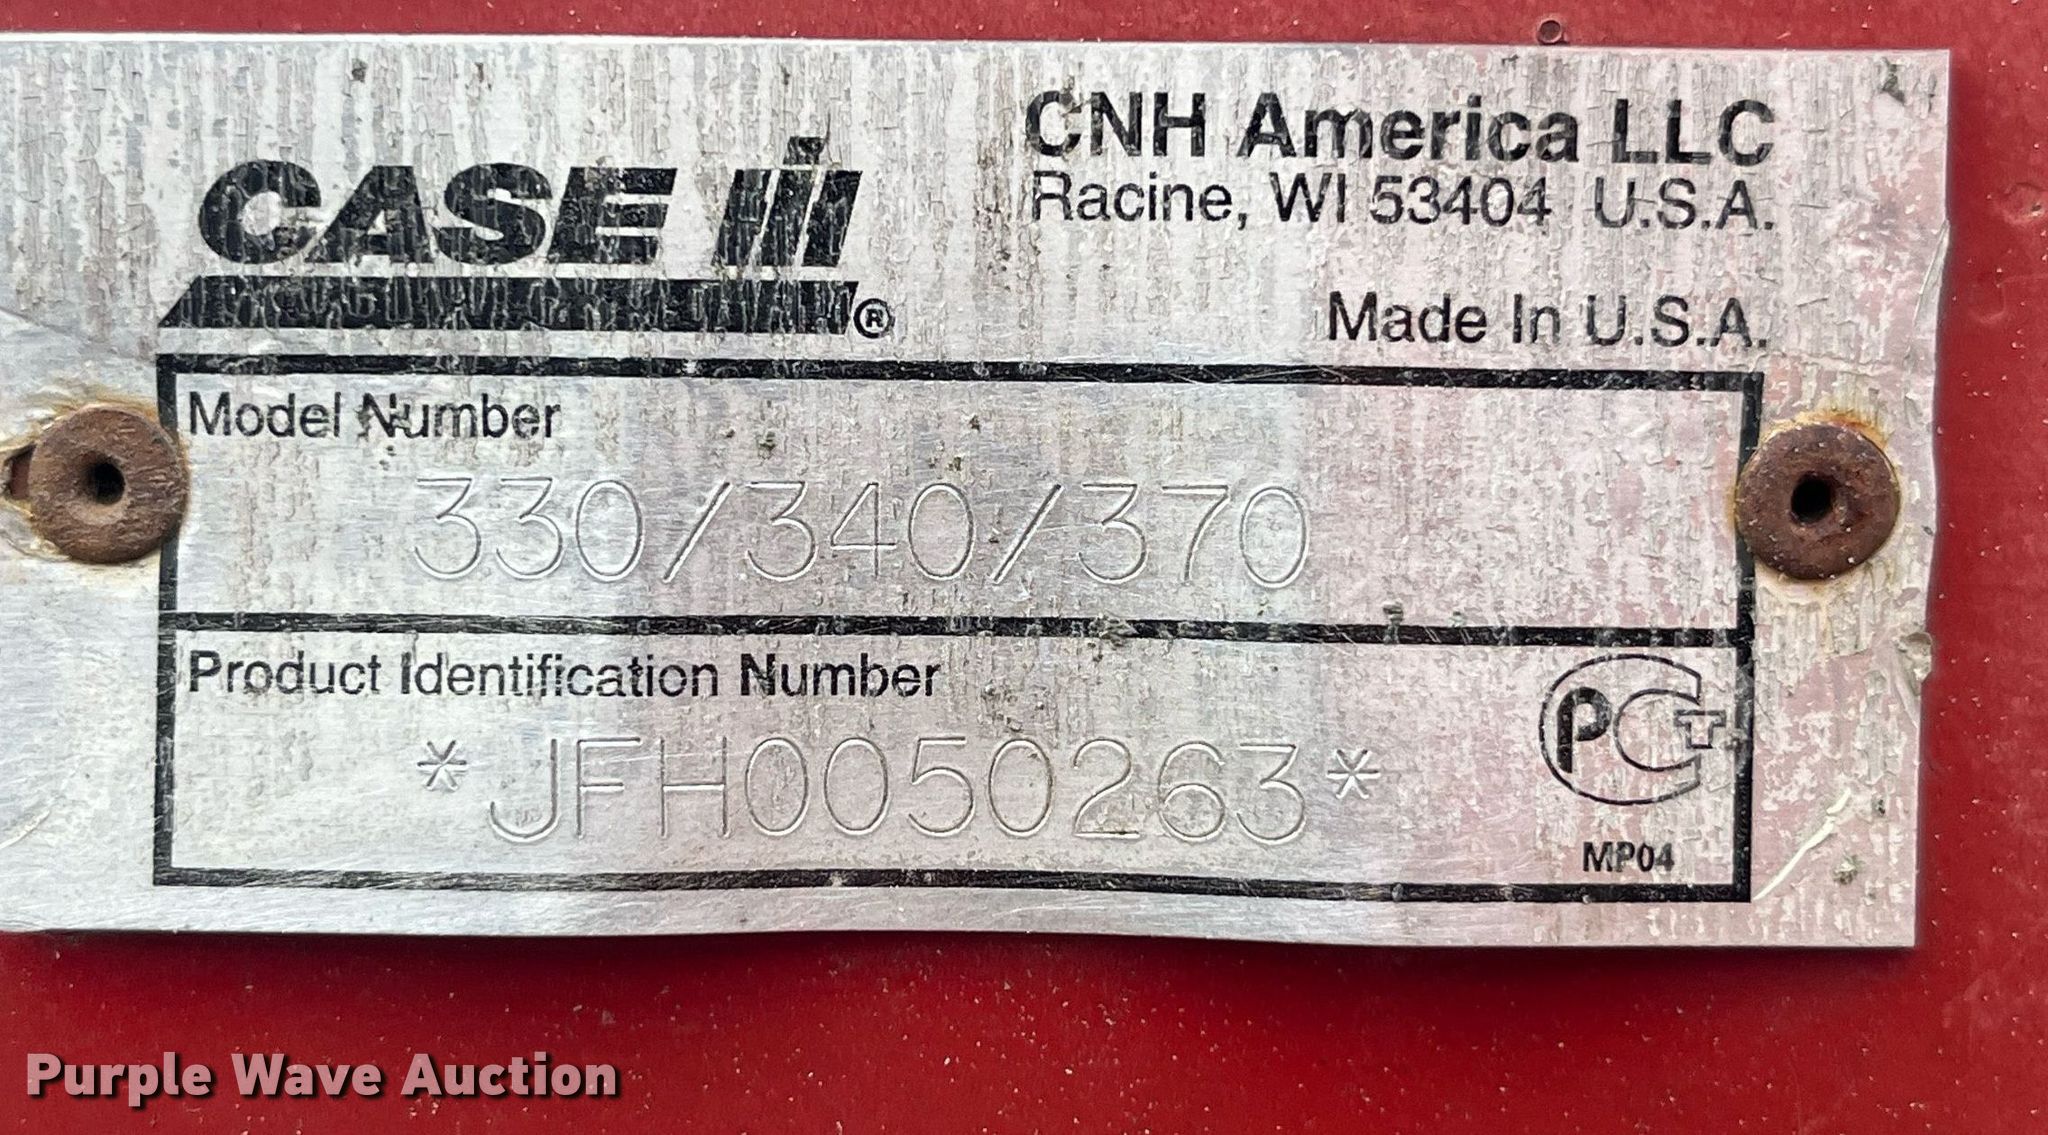 CASE IH®
CNH America LLC
Racine, WI 53404 U.S.A.
Made In U.S.A.
Model Number
330/340/370
Product Identification Number
*JFH0050263*
PCT
MP04
Purple Wave Auction